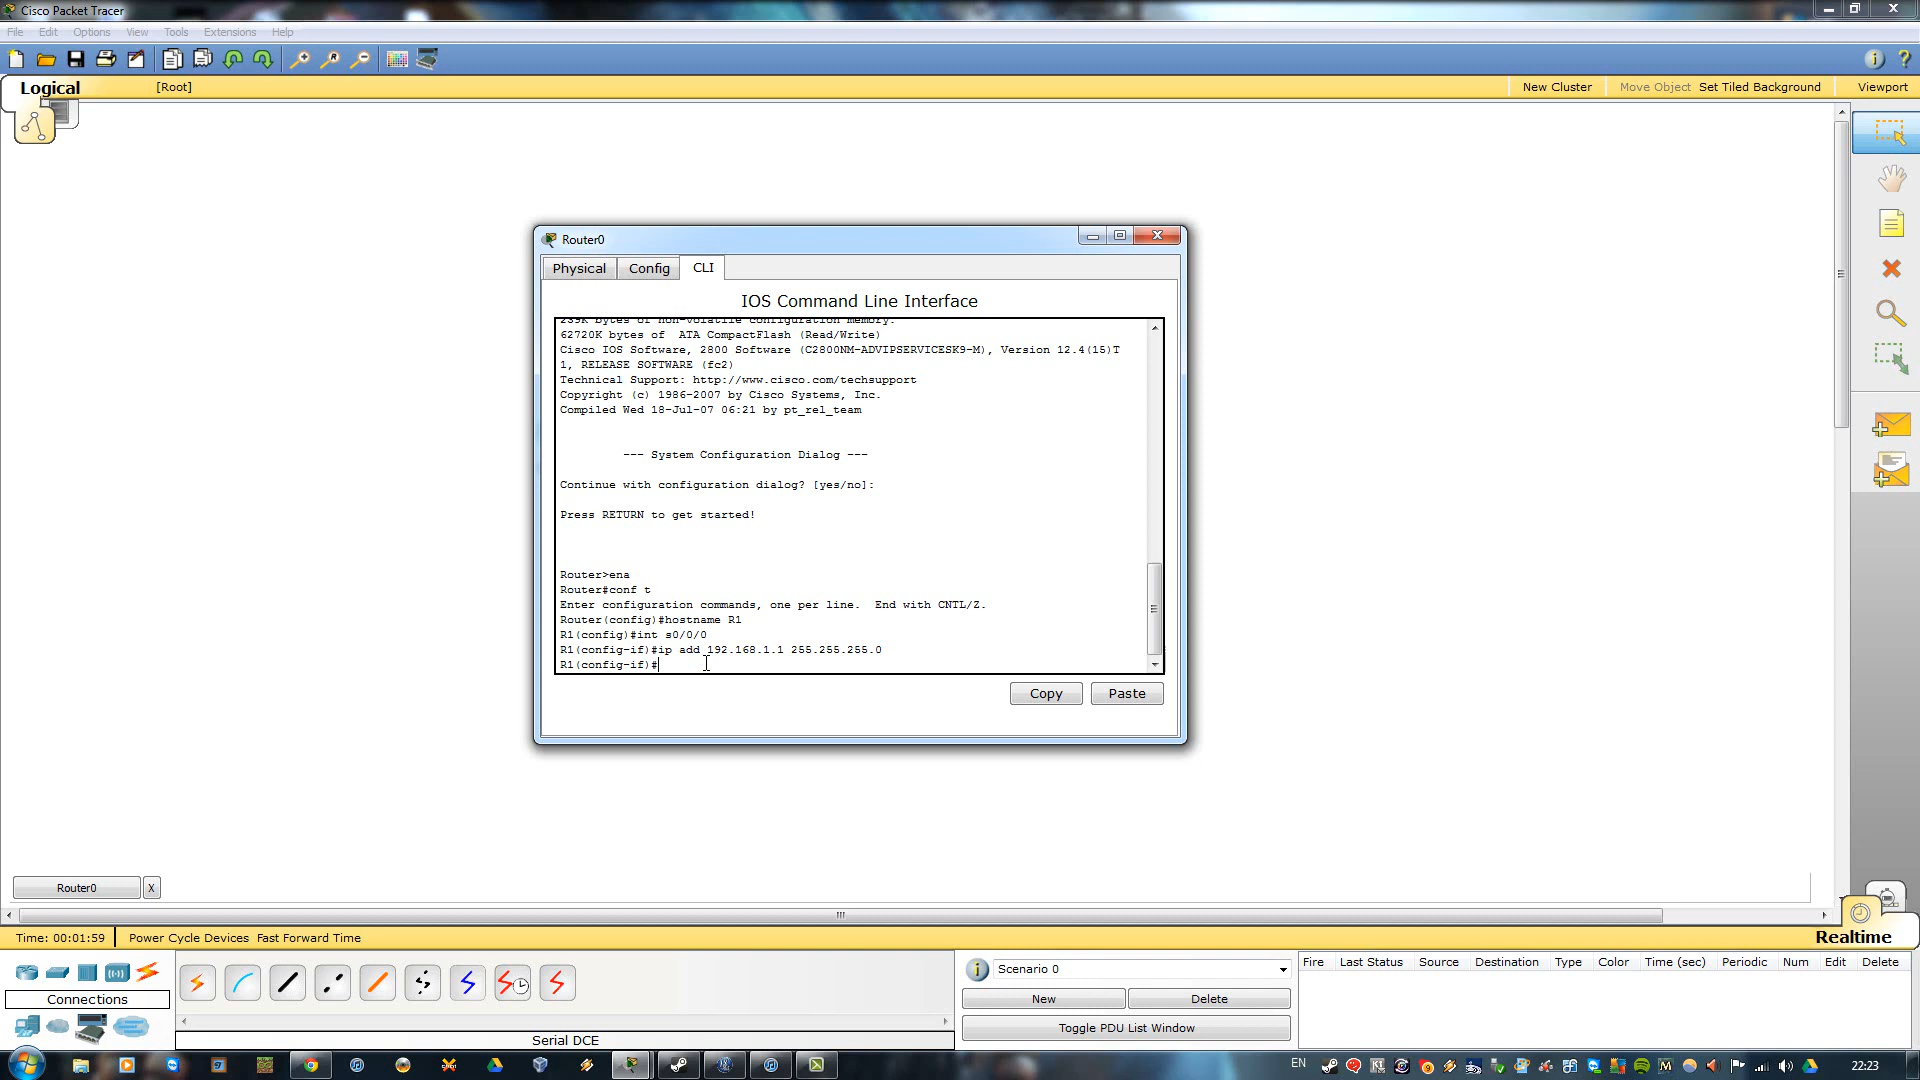 Cisco Packet Tracer
File Edit Options View Tools Extensions Help
Logical
[Root]
New Cluster
Move Object
Set Tiled Background
Viewport
Router0
Physical
Config
CLI
IOS Command Line Interface
239K bytes of non-volatile configuration memory.
62720K bytes of  ATA CompactFlash (Read/Write)
Cisco IOS Software, 2800 Software (C2800NM-ADVIPSERVICESK9-M), Version 12.4(15)T
1, RELEASE SOFTWARE (fc2)
Technical Support: http://www.cisco.com/techsupport
Copyright (c) 1986-2007 by Cisco Systems, Inc.
Compiled Wed 18-Jul-07 06:21 by pt_rel_team
--- System Configuration Dialog ---
Continue with configuration dialog? [yes/no]:
Press RETURN to get started!
Router>ena
Router#conf t
Enter configuration commands, one per line.  End with CNTL/Z.
Router(config)#hostname R1
R1(config)#int s0/0/0
R1(config-if)#ip add 192.168.1.1 255.255.255.0
R1(config-if)#
Copy
Paste
Router0
X
Time: 00:01:59
Power Cycle Devices
Fast Forward Time
Realtime
Connections
Serial DCE
Scenario 0
New
Delete
Toggle PDU List Window
Fire Last Status Source Destination Type Color Time (sec) Periodic Num Edit Delete
EN
22:23